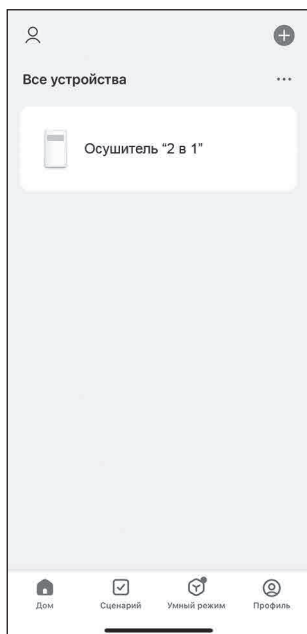 Все устройства
Осушитель “2 в 1”
Дом
Сценарий
Умный режим
Профиль